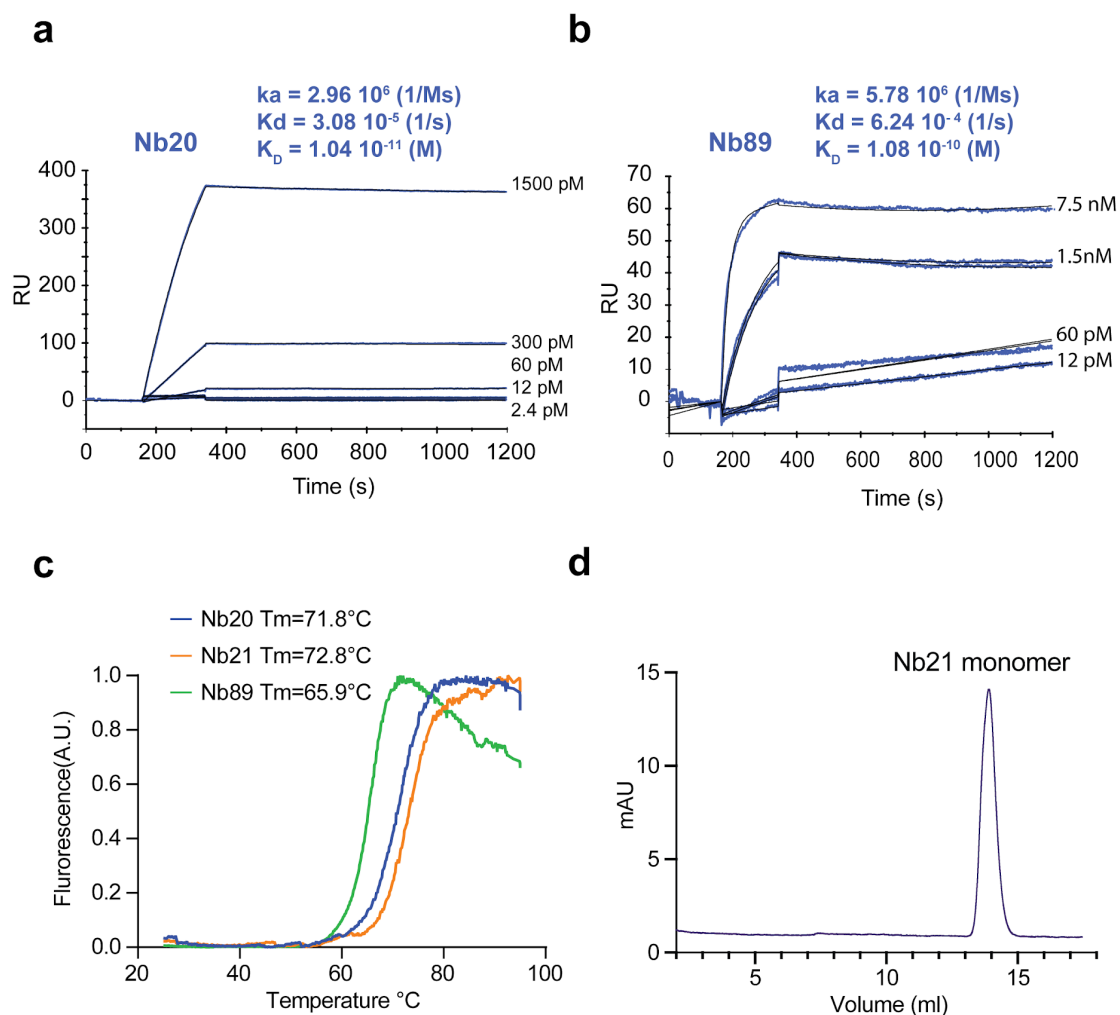 a
ka = 2.96 10⁶ (1/Ms)
Kd = 3.08 10⁻⁵ (1/s)
K_D = 1.04 10⁻¹¹ (M)
Nb20
400
300
200
100
0
RU
1500 pM
300 pM
60 pM
12 pM
2.4 pM
0 200 400 600 800 1000 1200
Time (s)
b
ka = 5.78 10⁶ (1/Ms)
Kd = 6.24 10⁻⁴ (1/s)
K_D = 1.08 10⁻¹⁰ (M)
Nb89
70
60
50
40
30
20
10
0
RU
7.5 nM
1.5nM
60 pM
12 pM
0 200 400 600 800 1000 1200
Time (s)
c
Nb20 Tm=71.8°C
Nb21 Tm=72.8°C
Nb89 Tm=65.9°C
1.0
0.8
0.6
0.4
0.2
0.0
Flurorescence(A.U.)
20 40 60 80 100
Temperature °C
d
Nb21 monomer
15
10
5
0
mAU
5 10 15
Volume (ml)